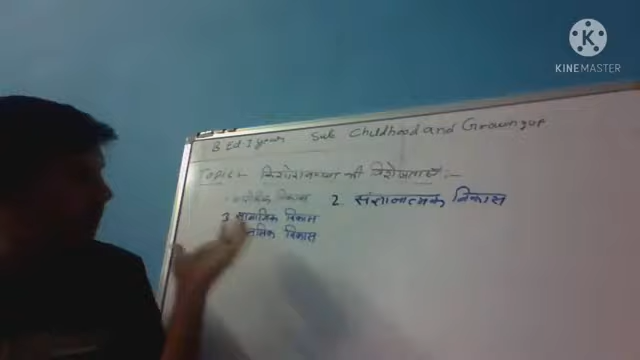 KINEMASTER
B Ed I year Sub Childhood and Growing up
TOPIC:- किशोरावस्था की विशेषताएँ :-
विकास 2. संज्ञानात्मक विकास
3 सामाजिक विकास
विकास